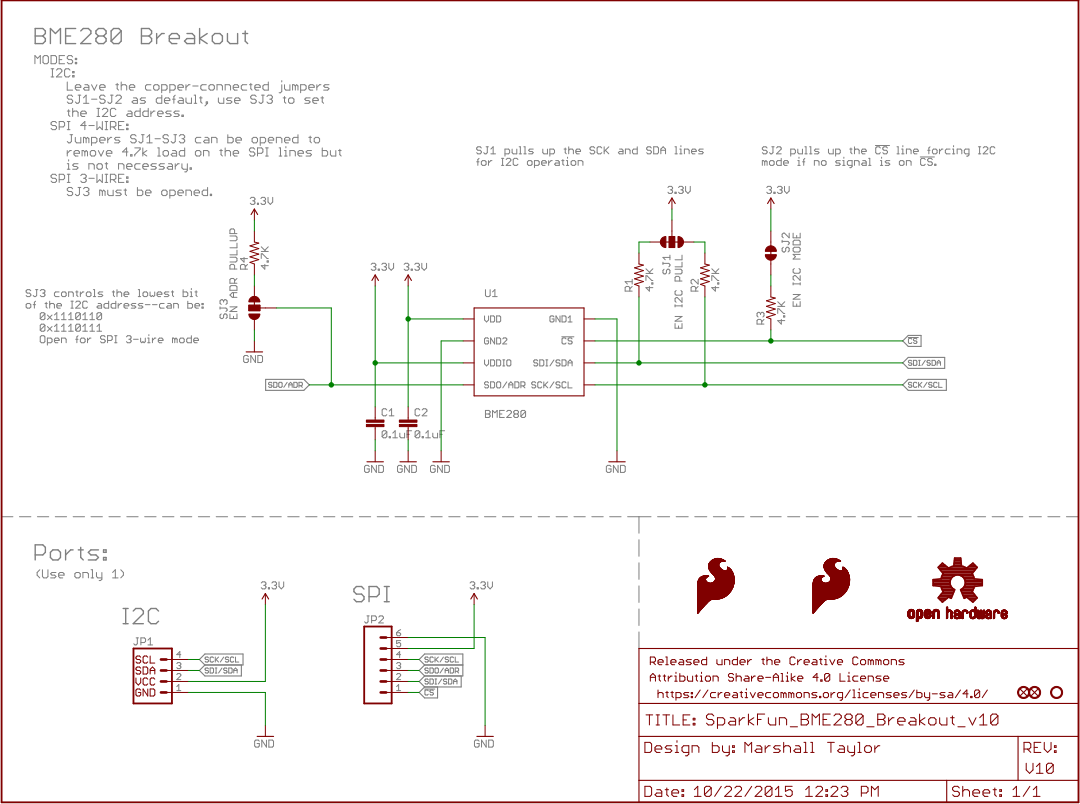 BME280 Breakout
MODES:
I2C:
Leave the copper-connected jumpers
SJ1-SJ2 as default, use SJ3 to set
the I2C address.
SPI 4-WIRE:
Jumpers SJ1-SJ3 can be opened to
remove 4.7k load on the SPI lines but
is not necessary.
SPI 3-WIRE:
SJ3 must be opened.
SJ1 pulls up the SCK and SDA lines
for I2C operation
SJ2 pulls up the CS line forcing I2C
mode if no signal is on CS.
3.3V
R4
4.7K
SJ3
EN ADR PULLUP
GND
SJ3 controls the lowest bit
of the I2C address--can be:
0x1110110
0x1110111
Open for SPI 3-wire mode
SDO/ADR
3.3V
3.3V
C1
0.1uF
C2
0.1uF
GND
GND
GND
U1
VDD
GND2
VDDIO
SDO/ADR
GND1
CS
SDI/SDA
SCK/SCL
BME280
GND
3.3V
SJ1
EN I2C PULL
R1
4.7K
R2
4.7K
3.3V
SJ2
EN I2C MODE
R3
4.7K
CS
SDI/SDA
SCK/SCL
Ports:
(Use only 1)
I2C
JP1
SCL 4
SDA 3
VCC 2
GND 1
SCK/SCL
SDI/SDA
3.3V
GND
SPI
JP2
6
5
4
3
2
1
SCK/SCL
SDO/ADR
SDI/SDA
CS
3.3V
GND
open hardware
Released under the Creative Commons
Attribution Share-Alike 4.0 License
https://creativecommons.org/licenses/by-sa/4.0/
TITLE: SparkFun_BME280_Breakout_v10
Design by: Marshall Taylor
REV:
V10
Date: 10/22/2015 12:23 PM
Sheet: 1/1